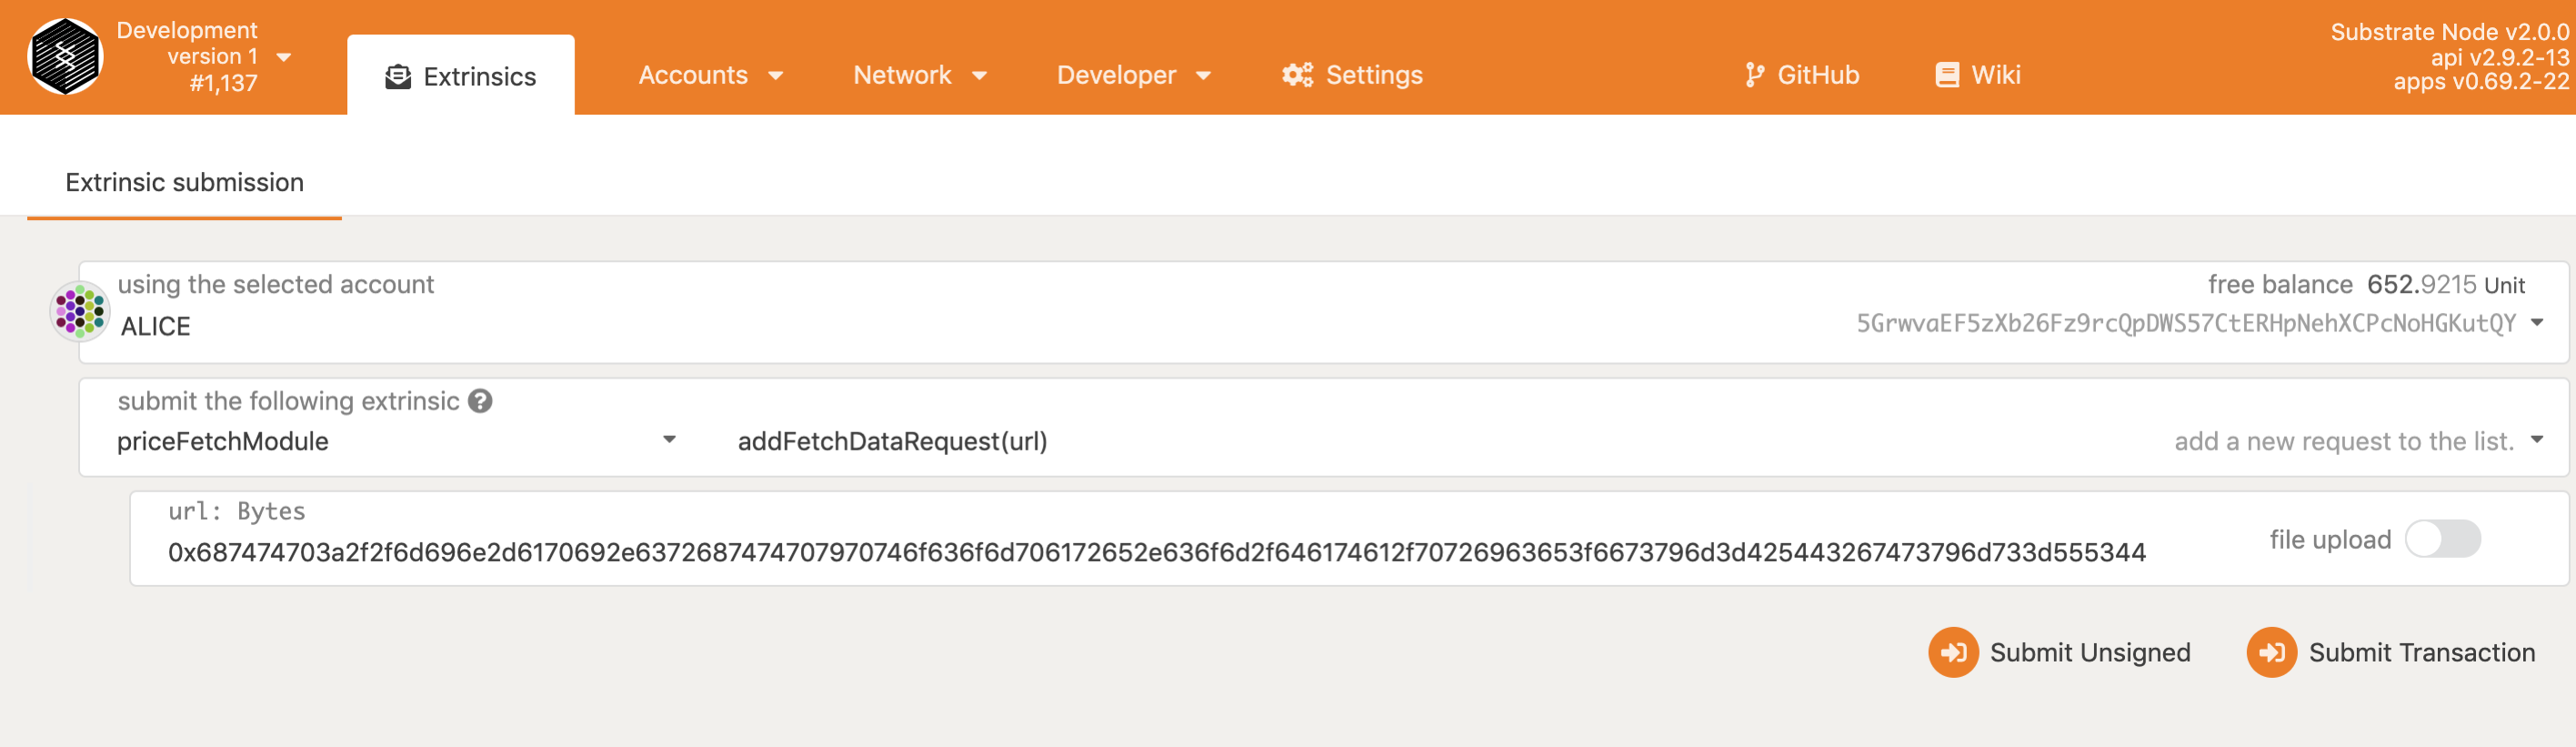 Development
version 1
#1,137
Extrinsics
Accounts
Network
Developer
Settings
GitHub
Wiki
Substrate Node v2.0.0
api v2.9.2-13
apps v0.69.2-22
Extrinsic submission
using the selected account
ALICE
free balance 652.9215 Unit
5GrwvaEF5zXb26Fz9rcQpDWS57CtERHpNehXCPcNoHGKutQY
submit the following extrinsic
priceFetchModule
addFetchDataRequest(url)
add a new request to the list.
url: Bytes
0x687474703a2f2f6d696e2d6170692e6372687474707970746f636f6d706172652e636f6d2f646174612f70726963653f6673796d3d425443267473796d733d555344
file upload
Submit Unsigned
Submit Transaction